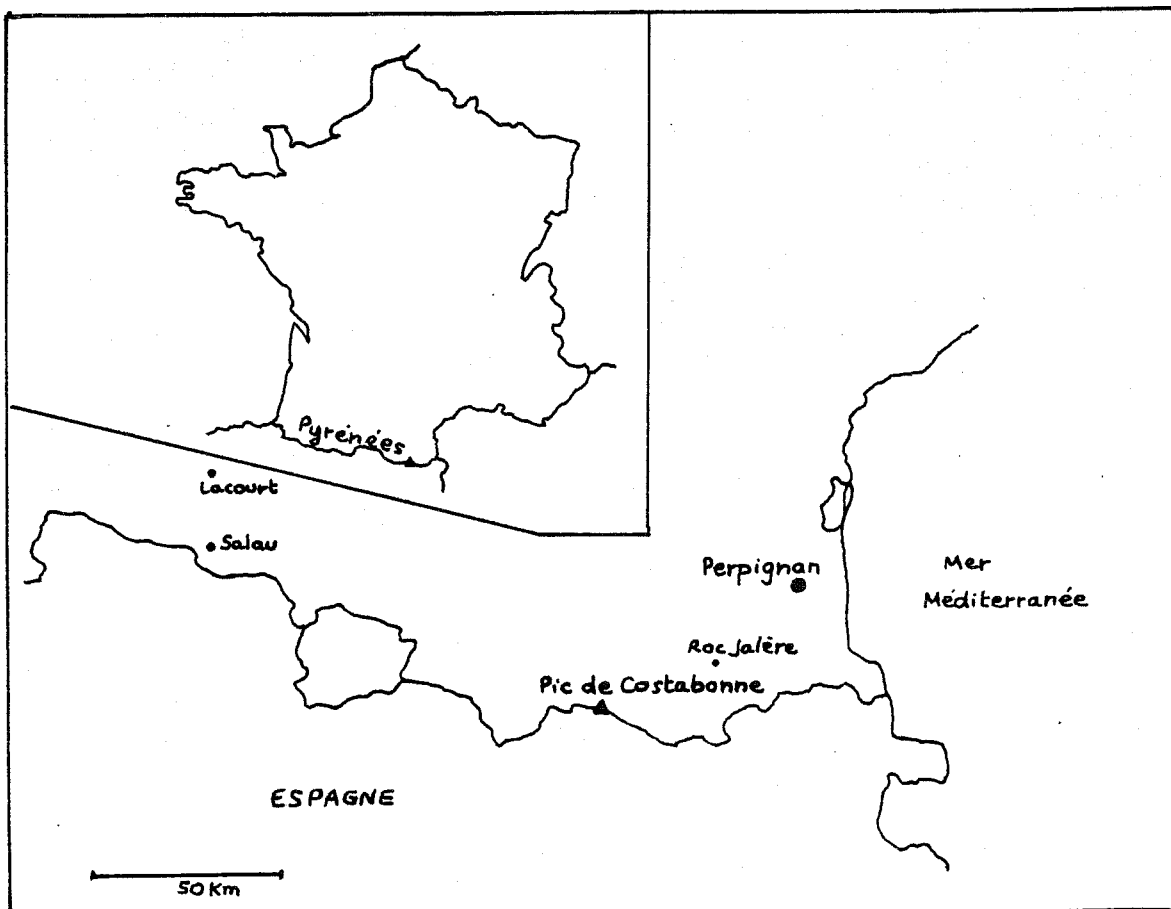 Pyrénées
Lacourt
Salau
Perpignan
Mer
Méditerranée
Roc Jalère
Pic de Costabonne
ESPAGNE
50 Km